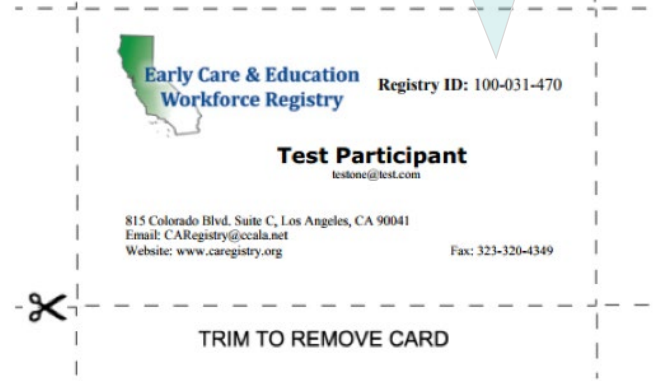 Early Care & Education
Workforce Registry
Registry ID: 100-031-470
Test Participant
testone@test.com
815 Colorado Blvd. Suite C, Los Angeles, CA 90041
Email: CARegistry@ccala.net
Website: www.caregistry.org
Fax: 323-320-4349
TRIM TO REMOVE CARD